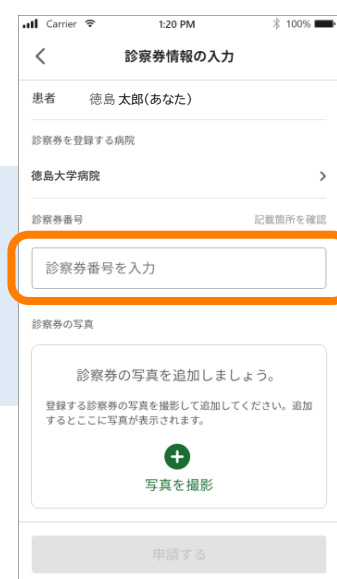 Carrier 1:20 PM 100%
診察券情報の入力
患者 徳島 太郎(あなた)
診察券を登録する病院
徳島大学病院
診察券番号 記載箇所を確認
診察券番号を入力
診察券の写真
診察券の写真を追加しましょう。
登録する診察券の写真を撮影して追加してください。追加
するとここに写真が表示されます。
写真を撮影
申請する